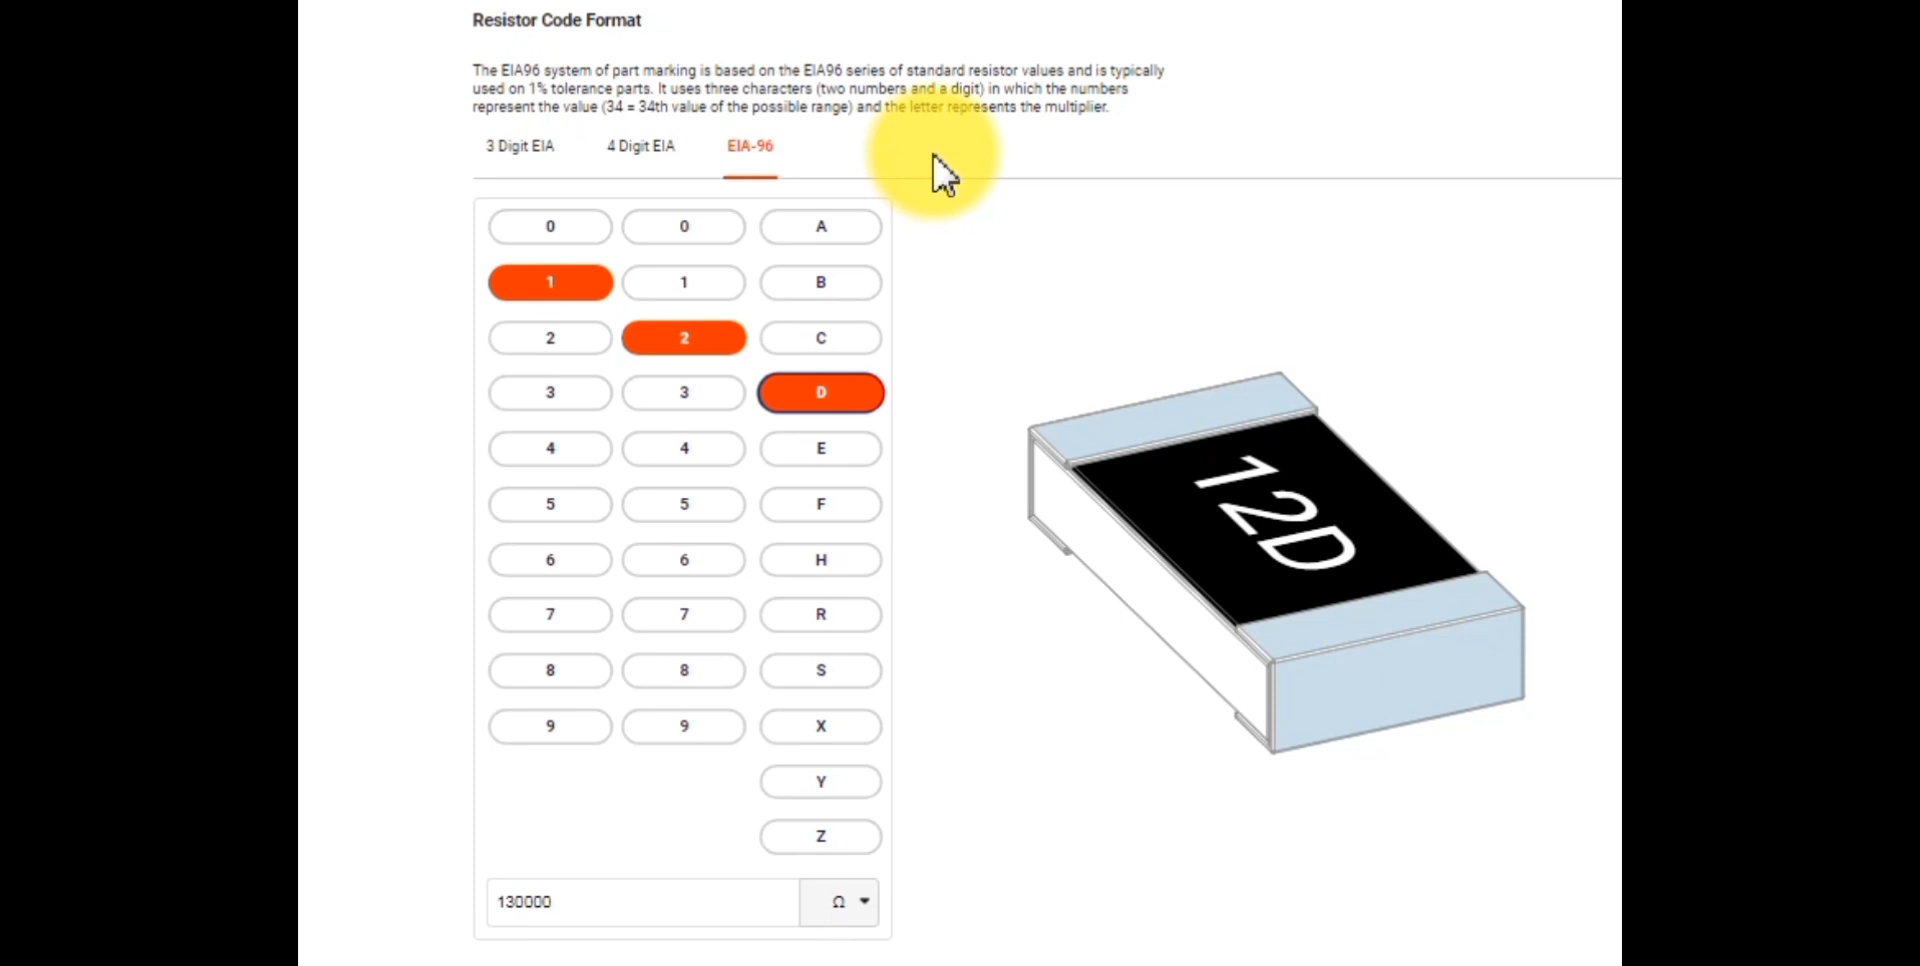 Resistor Code Format
The EIA96 system of part marking is based on the EIA96 series of standard resistor values and is typically
used on 1% tolerance parts. It uses three characters (two numbers and a digit) in which the numbers
represent the value (34 = 34th value of the possible range) and the letter represents the multiplier.
3 Digit EIA 4 Digit EIA EIA-96
0 0 A
1 1 B
2 2 C
3 3 D
4 4 E
5 5 F
6 6 H
7 7 R
8 8 S
9 9 X
Y
Z
130000 Ω
12D